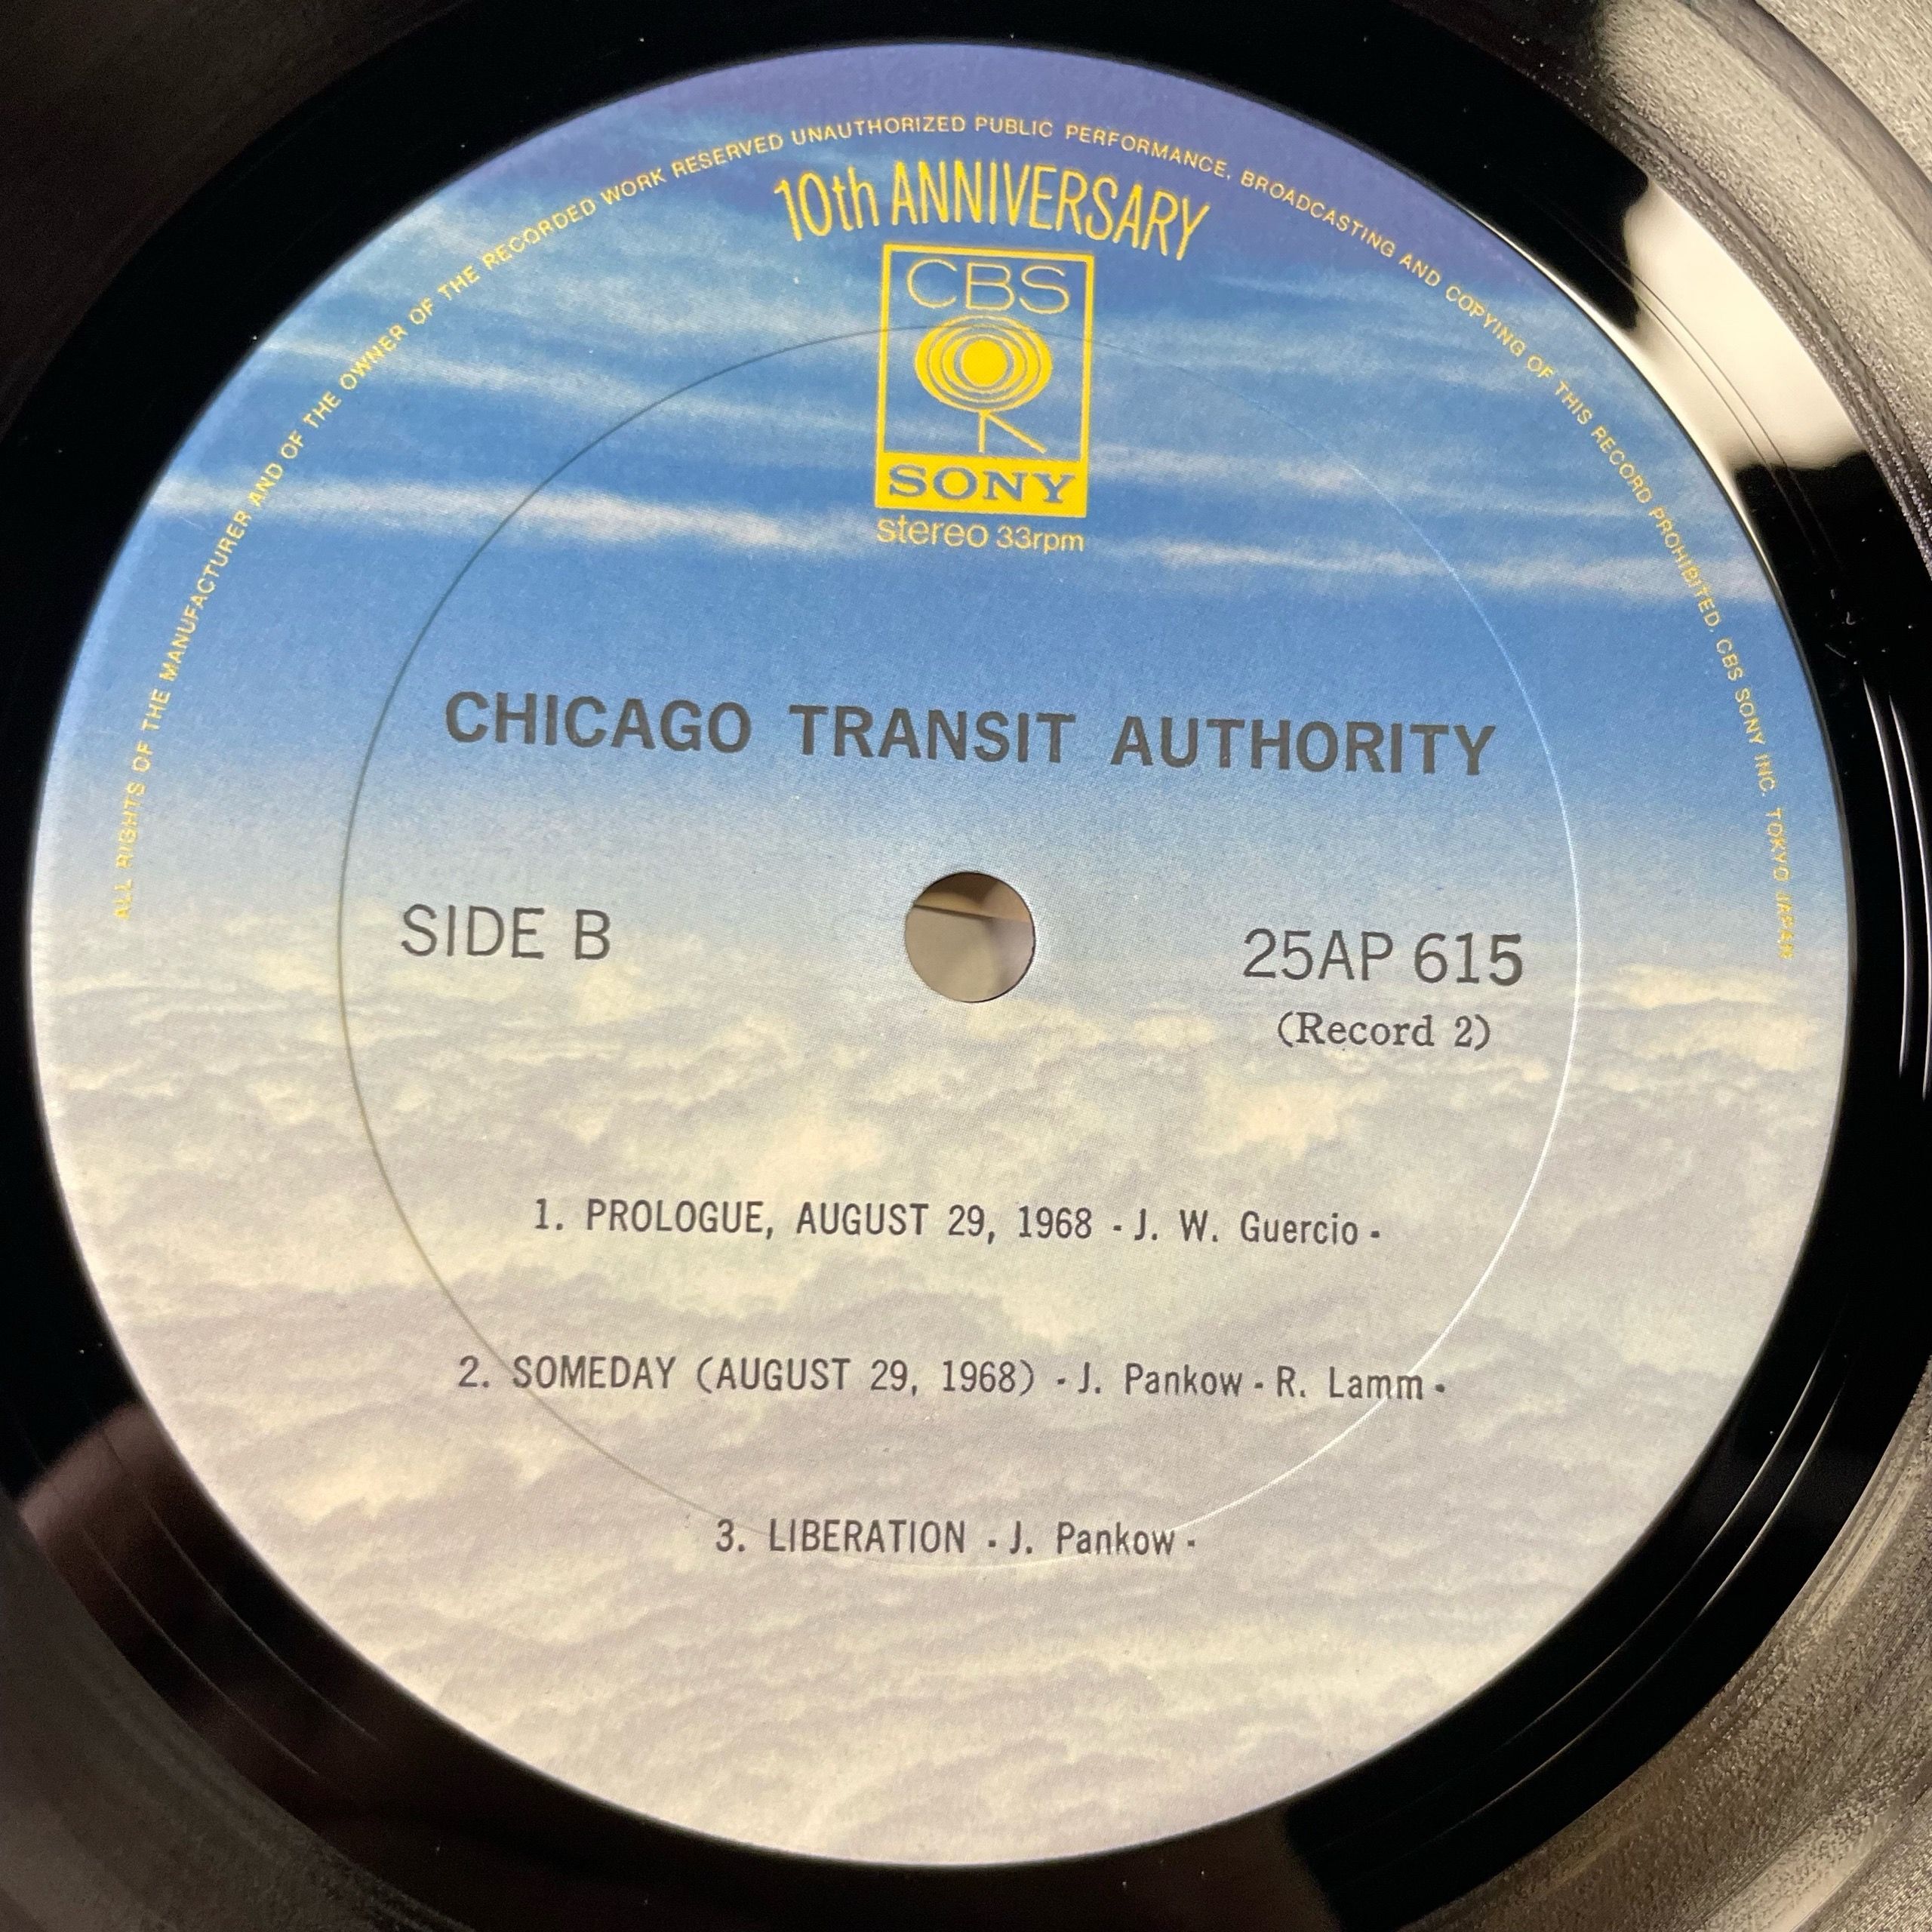 ALL RIGHTS OF THE MANUFACTURER AND OF THE OWNER OF THE RECORDED WORK RESERVED UNAUTHORIZED PUBLIC PERFORMANCE, BROADCASTING AND COPYING OF THIS RECORD PROHIBITED. CBS SONY INC. TOKYO JAPAN
10th ANNIVERSARY
CBS
SONY
stereo 33rpm
CHICAGO TRANSIT AUTHORITY
SIDE B
25AP 615
(Record 2)
1. PROLOGUE, AUGUST 29, 1968 - J. W. Guercio -
2. SOMEDAY (AUGUST 29, 1968) - J. Pankow - R. Lamm -
3. LIBERATION - J. Pankow -